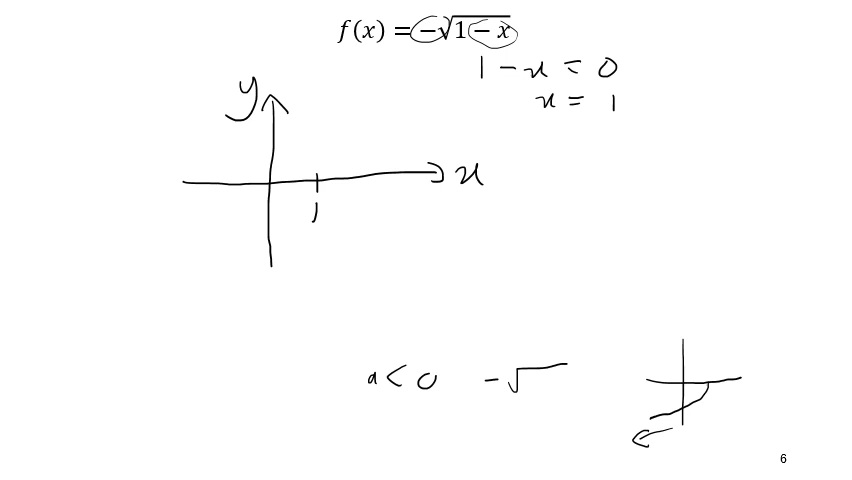 f(x) = −√1 − x
1 − x = 0
x = 1
y
x
1
a < 0 −√
6